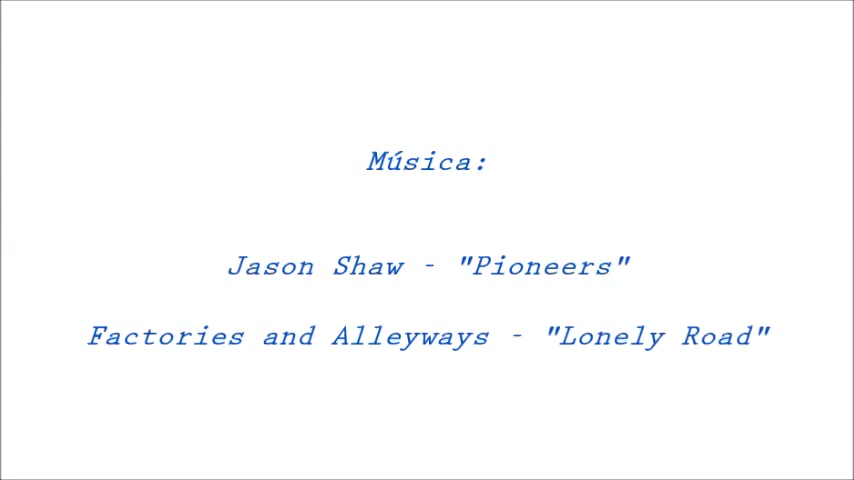 Música:
Jason Shaw - "Pioneers"
Factories and Alleyways - "Lonely Road"